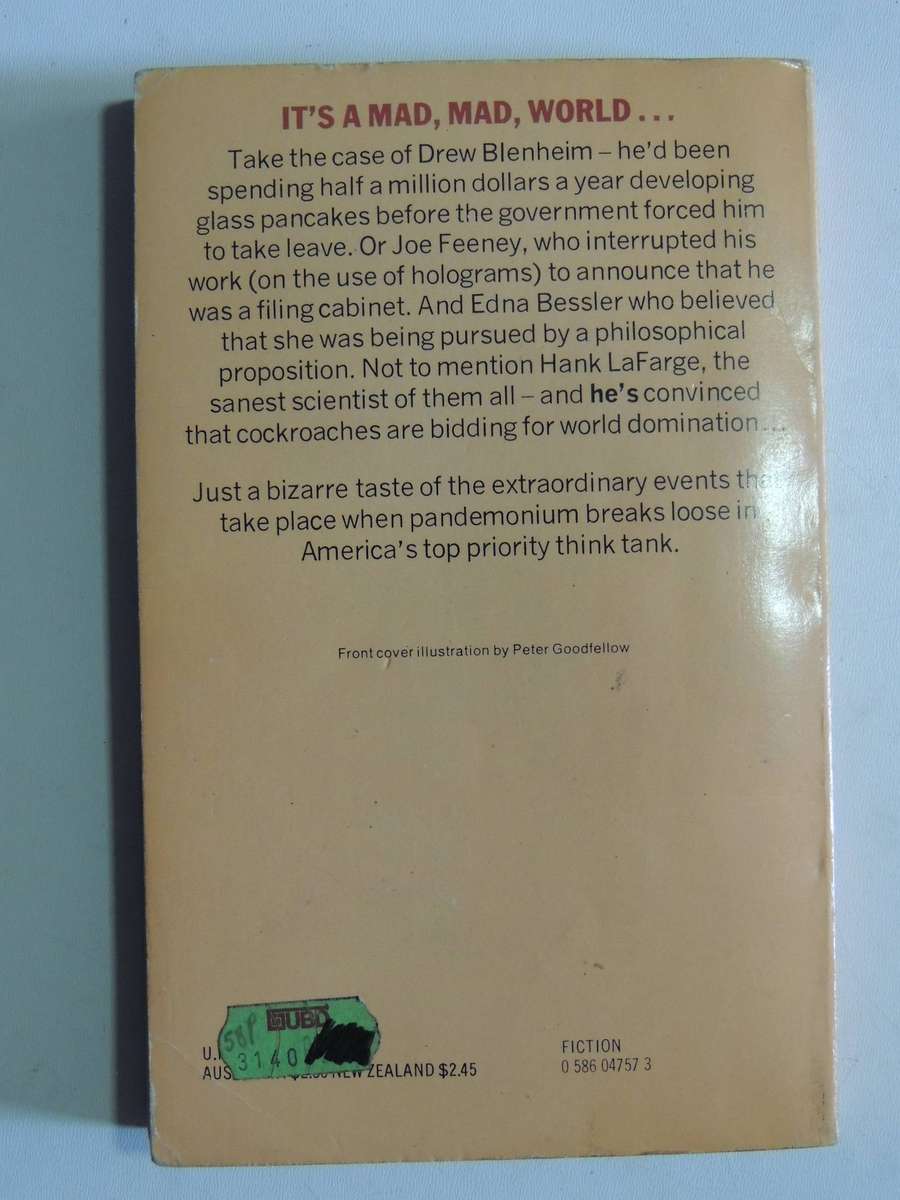 IT'S A MAD, MAD, WORLD...
Take the case of Drew Blenheim – he'd been
spending half a million dollars a year developing
glass pancakes before the government forced him
to take leave. Or Joe Feeney, who interrupted his
work (on the use of holograms) to announce that he
was a filing cabinet. And Edna Bessler who believed
that she was being pursued by a philosophical
proposition. Not to mention Hank LaFarge, the
sanest scientist of them all – and he's convinced
that cockroaches are bidding for world domination...
Just a bizarre taste of the extraordinary events that
take place when pandemonium breaks loose in
America's top priority think tank.
Front cover illustration by Peter Goodfellow
UBD
58P
3140
NEW ZEALAND $2.45
FICTION
0 586 04757 3